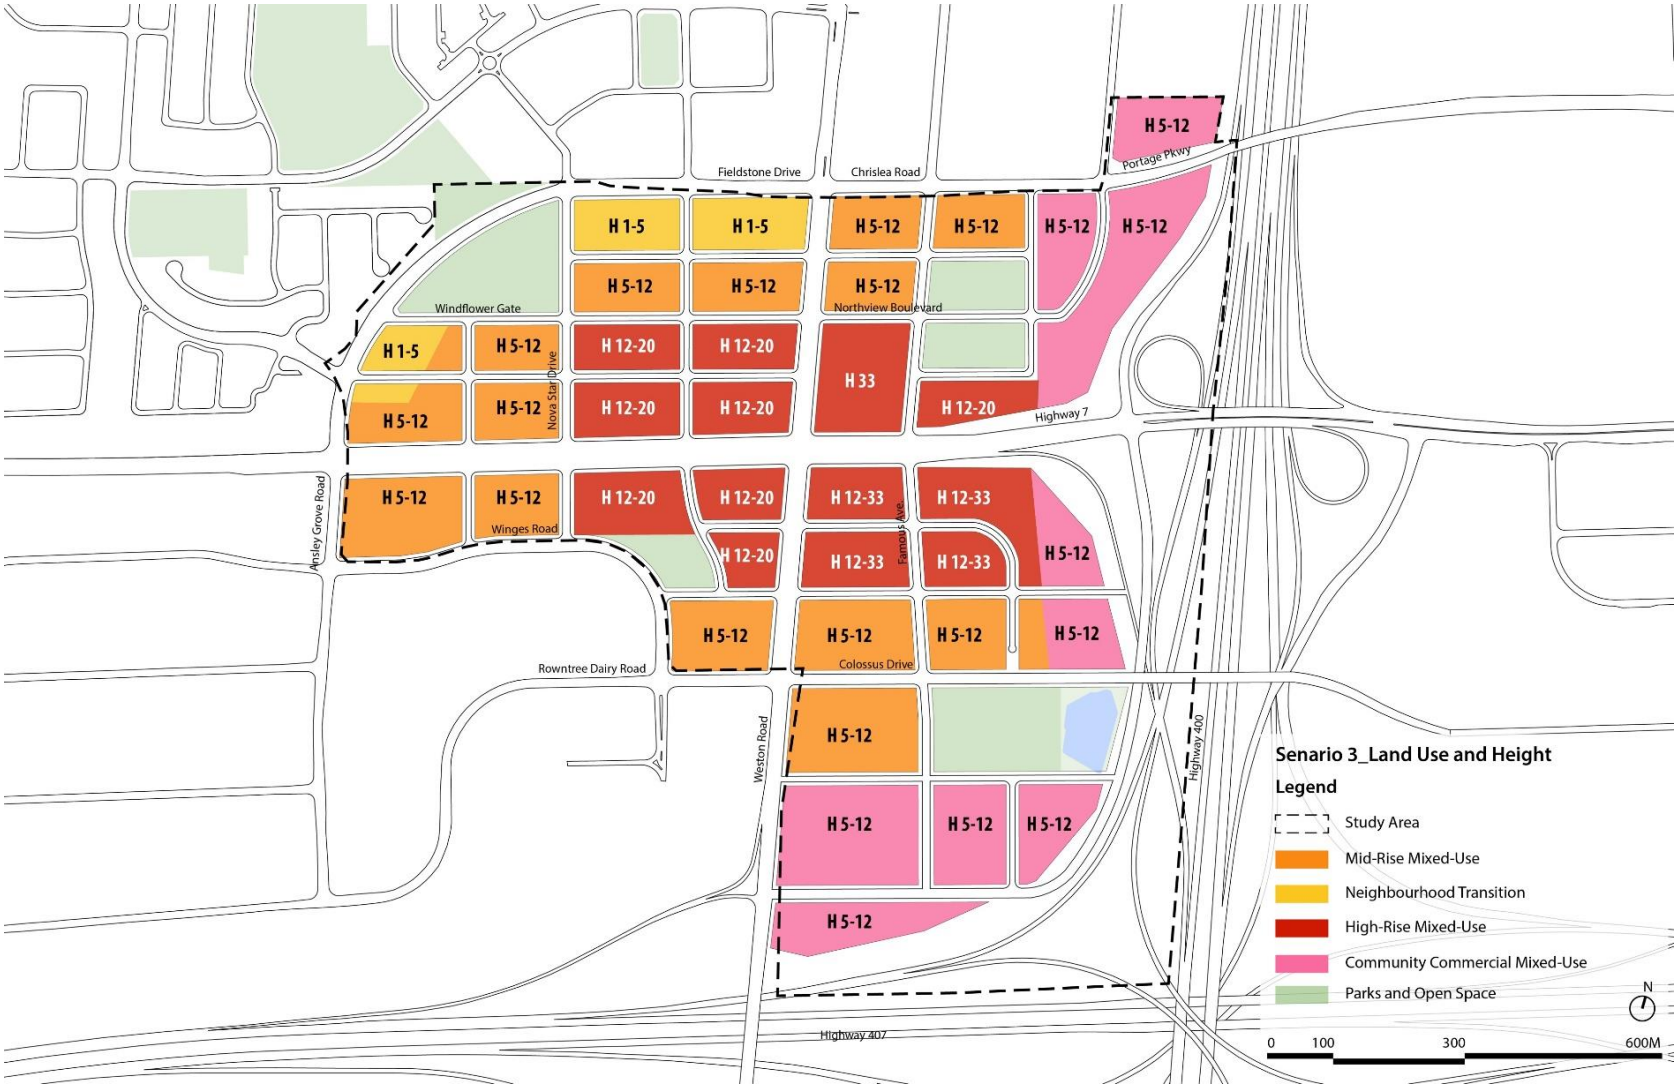 H 5-12
Portage Pkwy
Fieldstone Drive
Chrislea Road
H 1-5
H 1-5
H 5-12
H 5-12
H 5-12
H 5-12
H 5-12
H 5-12
H 5-12
Windflower Gate
Northview Boulevard
H 1-5
H 5-12
Nova Star Drive
H 12-20
H 12-20
H 33
H 5-12
H 5-12
H 12-20
H 12-20
H 12-20
Highway 7
Ansley Grove Road
H 5-12
H 5-12
H 12-20
H 12-20
H 12-33
Famous Ave.
H 12-33
Winges Road
H 12-20
H 12-33
H 12-33
H 5-12
H 5-12
H 5-12
H 5-12
H 5-12
Rowntree Dairy Road
Colossus Drive
Weston Road
H 5-12
Highway 400
H 5-12
H 5-12
H 5-12
H 5-12
Highway 407
Senario 3_Land Use and Height
Legend
Study Area
Mid-Rise Mixed-Use
Neighbourhood Transition
High-Rise Mixed-Use
Community Commercial Mixed-Use
Parks and Open Space
N
0 100 300 600M